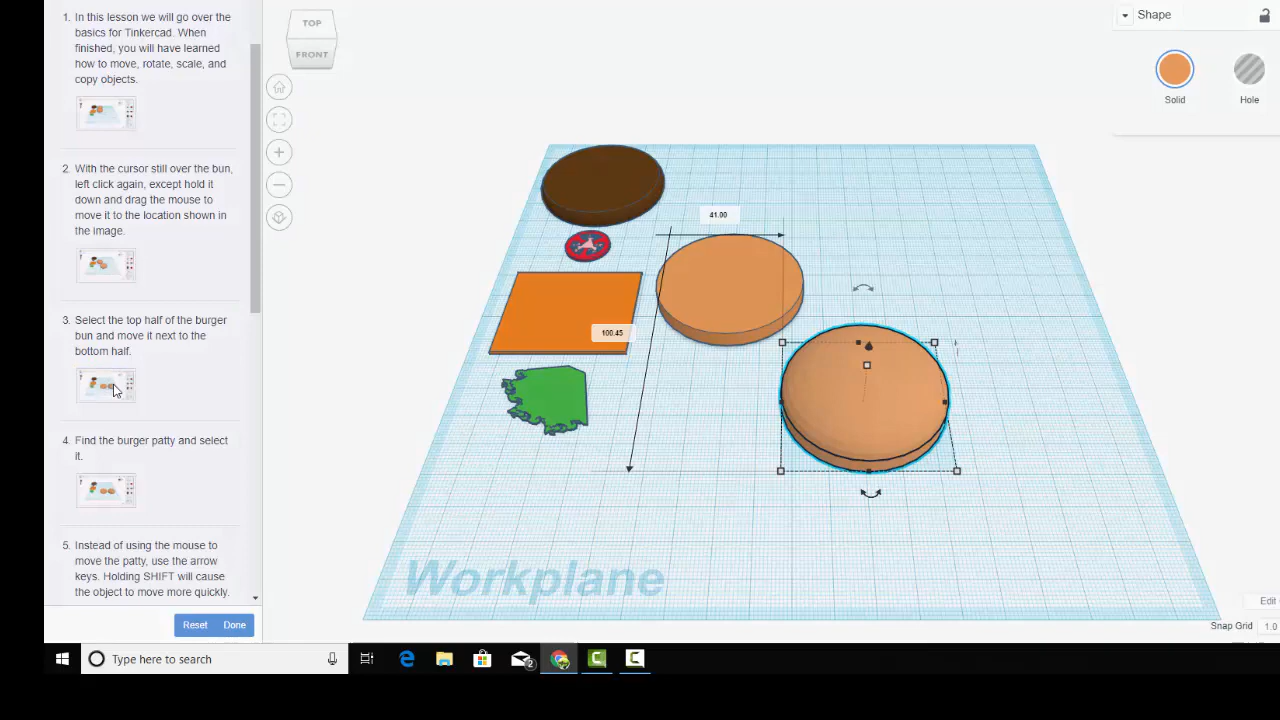 1. In this lesson we will go over the
basics for Tinkercad. When
finished, you will have learned
how to move, rotate, scale, and
copy objects.
2. With the cursor still over the bun,
left click again, except hold it
down and drag the mouse to
move it to the location shown in
the image.
3. Select the top half of the burger
bun and move it next to the
bottom half.
4. Find the burger patty and select
it.
5. Instead of using the mouse to
move the patty, use the arrow
keys. Holding SHIFT will cause
the object to move more quickly.
Reset Done
TOP
FRONT
41.00
100.45
Workplane
Shape
Solid Hole
Edit
Snap Grid 1.0
Type here to search
2